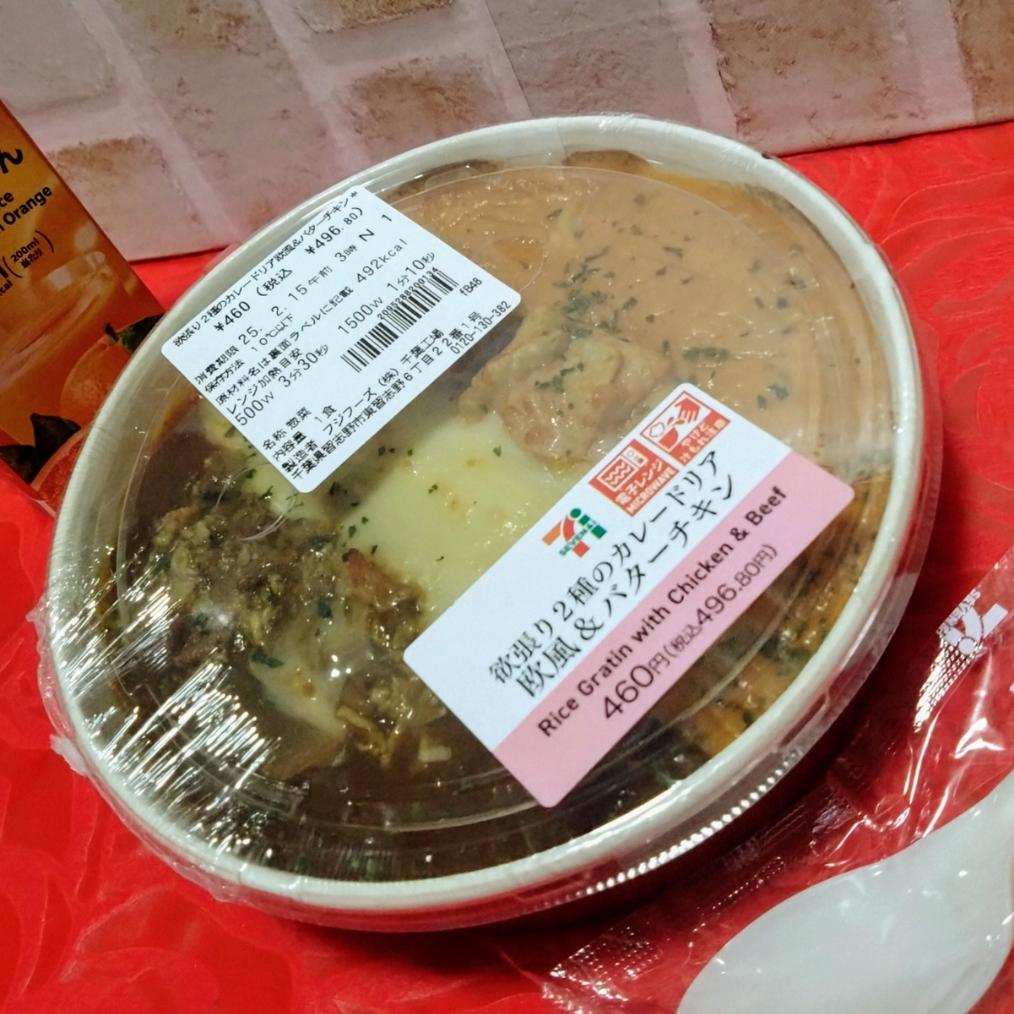 ん
Orange
200ml
欲張り2種のカレードリア欧風&バターチキン*
¥460 (税込 ¥496.80)
消費期限 25. 2. 15 午前 3時 N 1
保存方法 10℃以下
原材料名は裏面ラベルに記載 492kcal
レンジ加熱目安 1500W 1分10秒
500W 3分30秒
名称 惣菜
内容量 1食
製造者 フジフーズ(株)千葉工場 f948
千葉県習志野市東習志野6丁目22番1号
0120-130-382
電子レンジ
MICROWAVE
やけど
欲張り2種のカレードリア
欧風&バターチキン
Rice Gratin with Chicken & Beef
460円(税込496.80円)